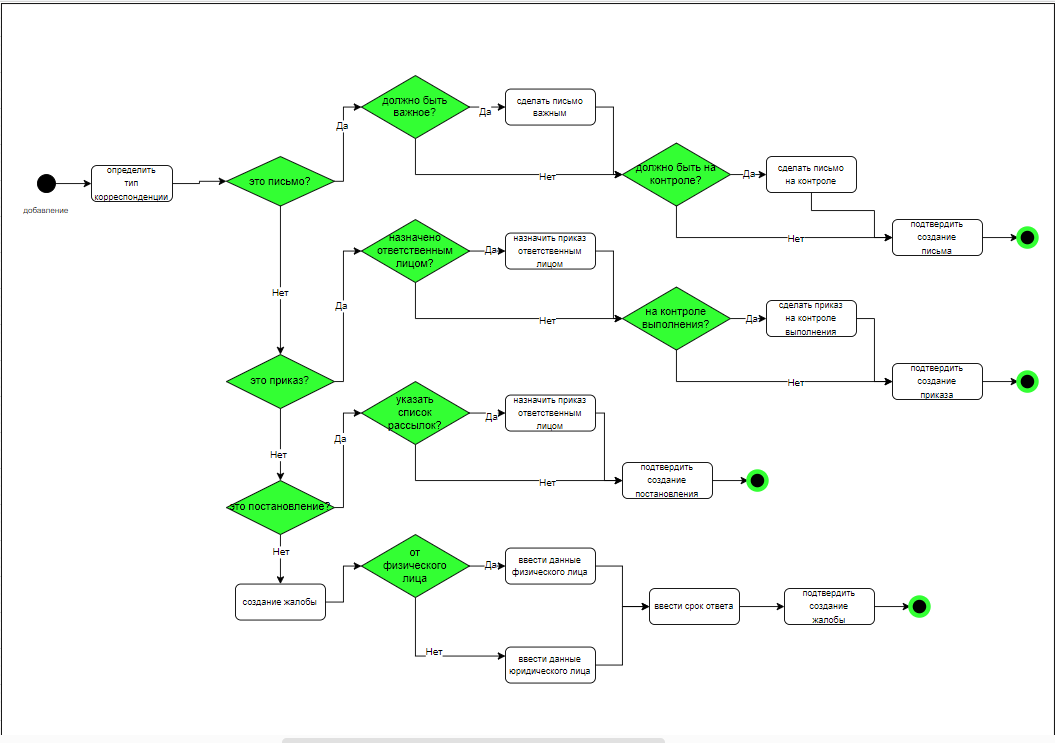 добавление
определить
тип
корреспонденции
это письмо?
Да
должно быть
важное?
Да
сделать письмо
важным
Нет
должно быть на
контроле?
Да
сделать письмо
на контроле
Нет
подтвердить
создание
письма
Нет
это приказ?
Да
назначено
ответственным
лицом?
Да
назначить приказ
ответственным
лицом
Нет
на контроле
выполнения?
Да
сделать приказ
на контроле
выполнения
Нет
подтвердить
создание
приказа
Нет
это постановление?
Да
указать
список
рассылок?
Да
назначить приказ
ответственным
лицом
Нет
подтвердить
создание
постановления
Нет
создание жалобы
от
физического
лица
Да
ввести данные
физического лица
Нет
ввести данные
юридического лица
ввести срок ответа
подтвердить
создание
жалобы